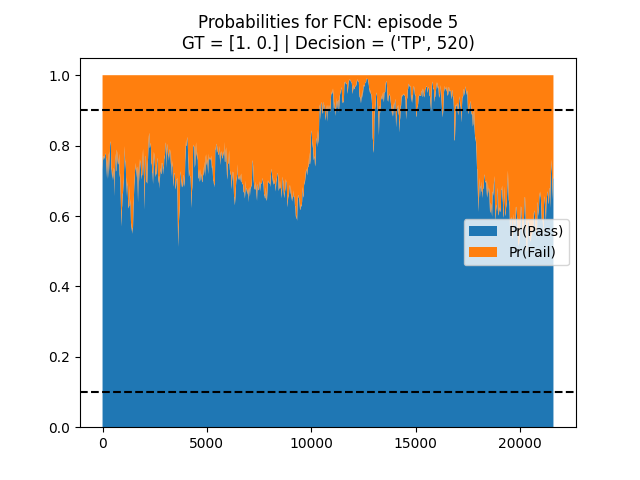 Probabilities for FCN: episode 5
GT = [1. 0.] | Decision = ('TP', 520)
1.0
0.8
0.6
0.4
0.2
0.0
Pr(Pass)
Pr(Fail)
0
5000
10000
15000
20000